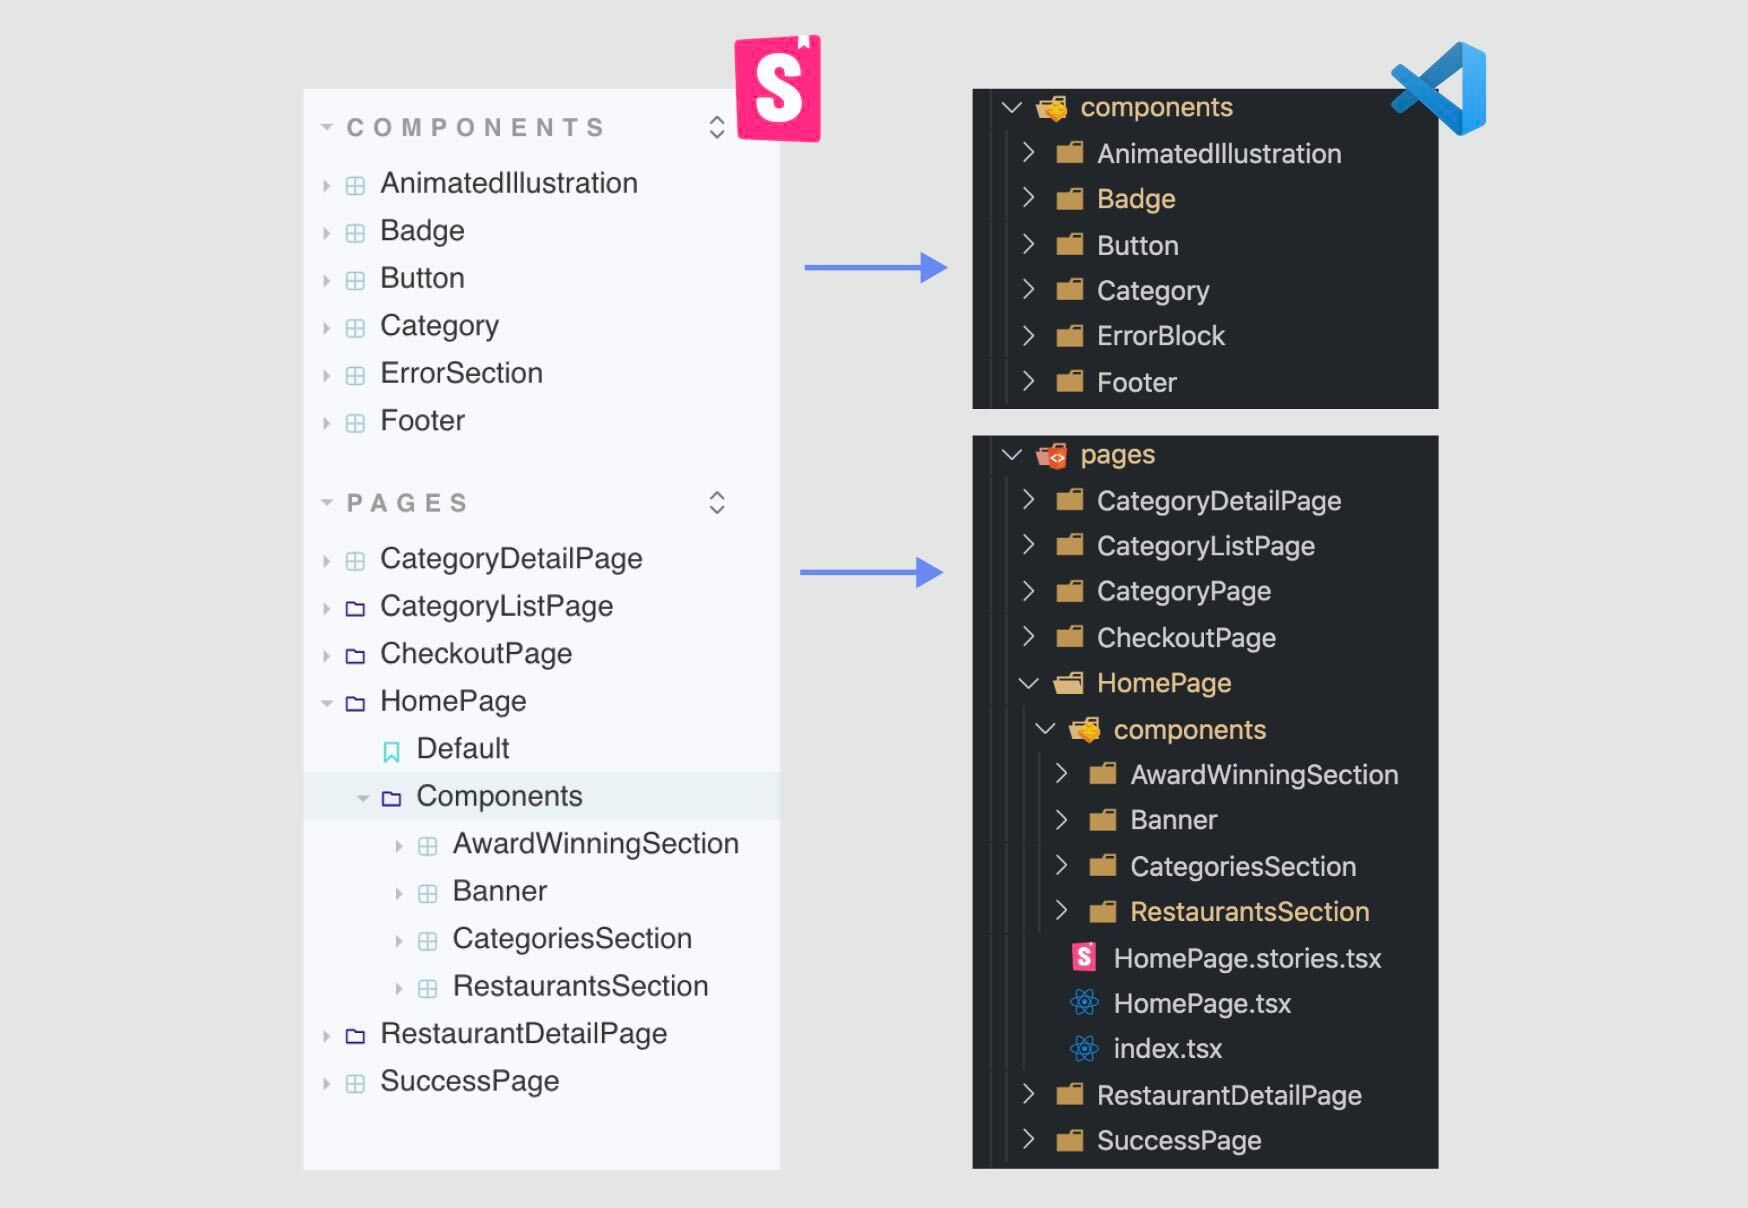 S
COMPONENTS
AnimatedIllustration
Badge
Button
Category
ErrorSection
Footer
PAGES
CategoryDetailPage
CategoryListPage
CheckoutPage
HomePage
Default
Components
AwardWinningSection
Banner
CategoriesSection
RestaurantsSection
RestaurantDetailPage
SuccessPage
components
AnimatedIllustration
Badge
Button
Category
ErrorBlock
Footer
pages
CategoryDetailPage
CategoryListPage
CategoryPage
CheckoutPage
HomePage
components
AwardWinningSection
Banner
CategoriesSection
RestaurantsSection
S HomePage.stories.tsx
HomePage.tsx
index.tsx
RestaurantDetailPage
SuccessPage